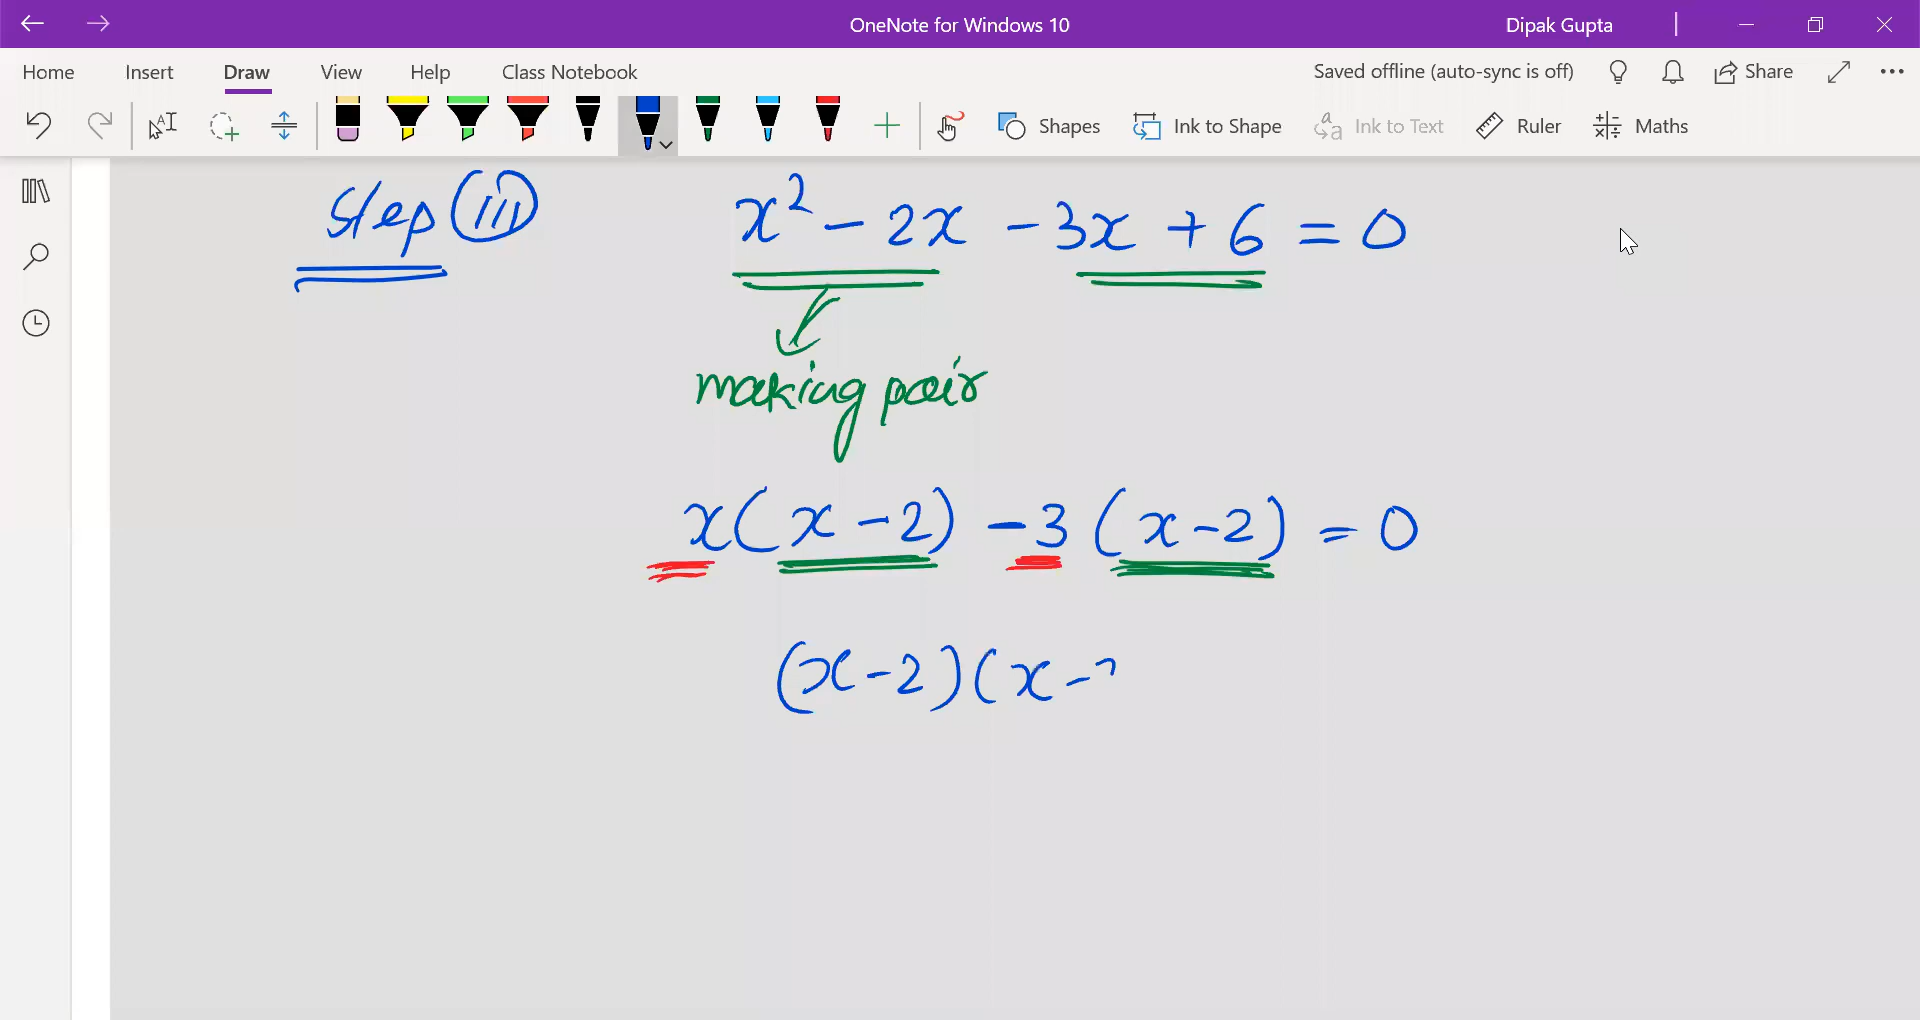 OneNote for Windows 10 Dipak Gupta
Home Insert Draw View Help Class Notebook Saved offline (auto-sync is off) Share
Shapes Ink to Shape Ink to Text Ruler Maths
step (iii) x² - 2x - 3x + 6 = 0
making pair
x(x-2) -3(x-2) = 0
(x-2)(x-